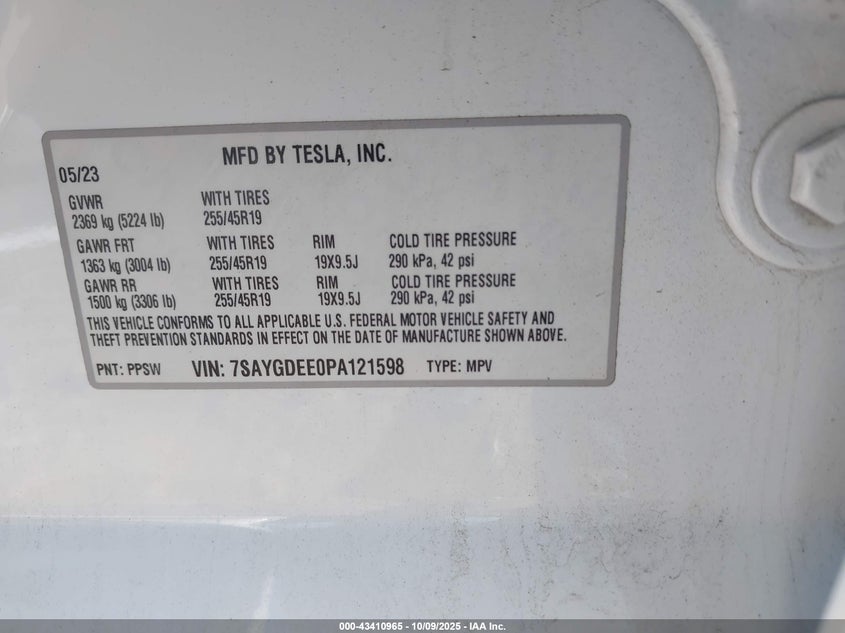 MFD BY TESLA, INC.
05/23
GVWR WITH TIRES
2369 kg (5224 lb) 255/45R19
GAWR FRT WITH TIRES RIM COLD TIRE PRESSURE
1363 kg (3004 lb) 255/45R19 19X9.5J 290 kPa, 42 psi
GAWR RR WITH TIRES RIM COLD TIRE PRESSURE
1500 kg (3306 lb) 255/45R19 19X9.5J 290 kPa, 42 psi
THIS VEHICLE CONFORMS TO ALL APPLICABLE U.S. FEDERAL MOTOR VEHICLE SAFETY AND
THEFT PREVENTION STANDARDS IN EFFECT ON THE DATE OF MANUFACTURE SHOWN ABOVE.
PNT: PPSW VIN: 7SAYGDEE0PA121598 TYPE: MPV
000-43410965 - 10/09/2025 - IAA Inc.